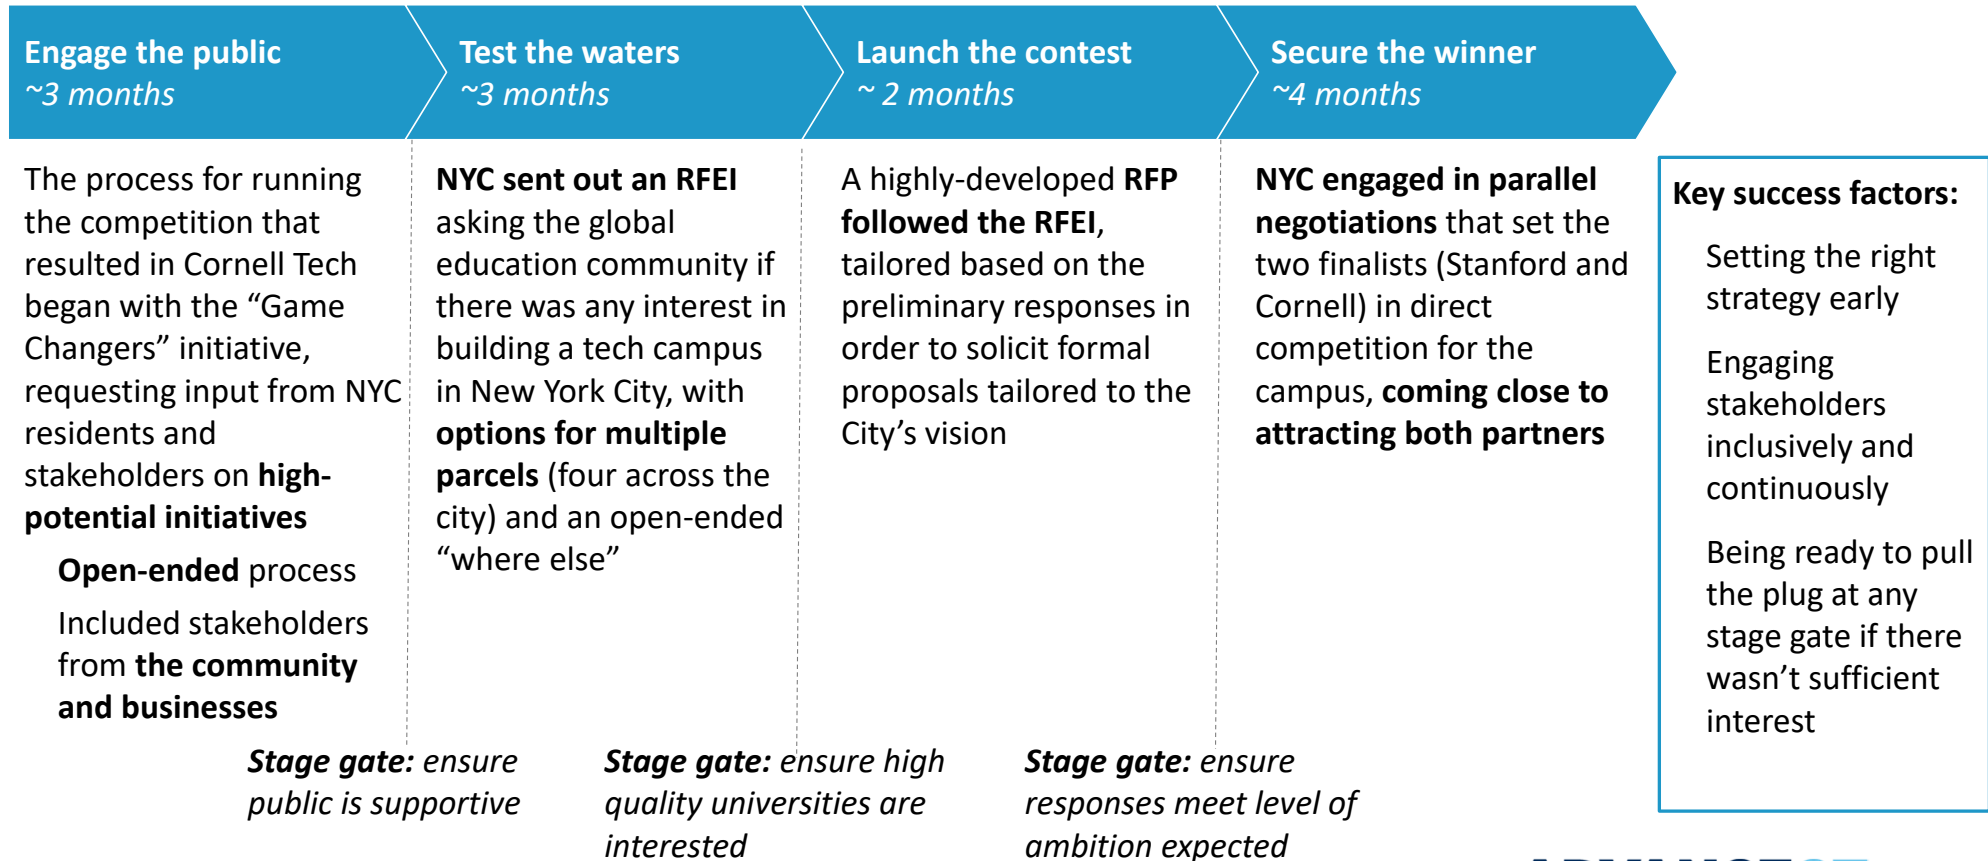 Engage the public
~3 months
Test the waters
~3 months
Launch the contest
~ 2 months
Secure the winner
~4 months
The process for running
the competition that
resulted in Cornell Tech
began with the “Game
Changers” initiative,
requesting input from NYC
residents and
stakeholders on high-
potential initiatives
Open-ended process
Included stakeholders
from the community
and businesses
NYC sent out an RFEI
asking the global
education community if
there was any interest in
building a tech campus
in New York City, with
options for multiple
parcels (four across the
city) and an open-ended
“where else”
A highly-developed RFP
followed the RFEI,
tailored based on the
preliminary responses in
order to solicit formal
proposals tailored to the
City’s vision
NYC engaged in parallel
negotiations that set the
two finalists (Stanford and
Cornell) in direct
competition for the
campus, coming close to
attracting both partners
Key success factors:
Setting the right
strategy early
Engaging
stakeholders
inclusively and
continuously
Being ready to pull
the plug at any
stage gate if there
wasn’t sufficient
interest
Stage gate: ensure
public is supportive
Stage gate: ensure high
quality universities are
interested
Stage gate: ensure
responses meet level of
ambition expected